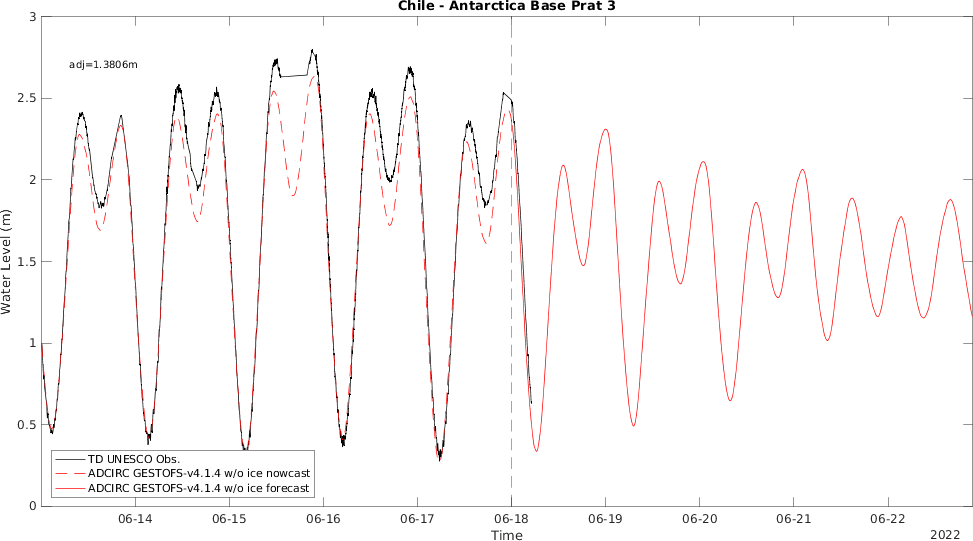 Chile - Antarctica Base Prat 3
3
adj=1.3806m
2.5
2
1.5
1
0.5
0
Water Level (m)
TD UNESCO Obs.
ADCIRC GESTOFS-v4.1.4 w/o ice nowcast
ADCIRC GESTOFS-v4.1.4 w/o ice forecast
06-14 06-15 06-16 06-17 06-18 06-19 06-20 06-21 06-22
Time
2022